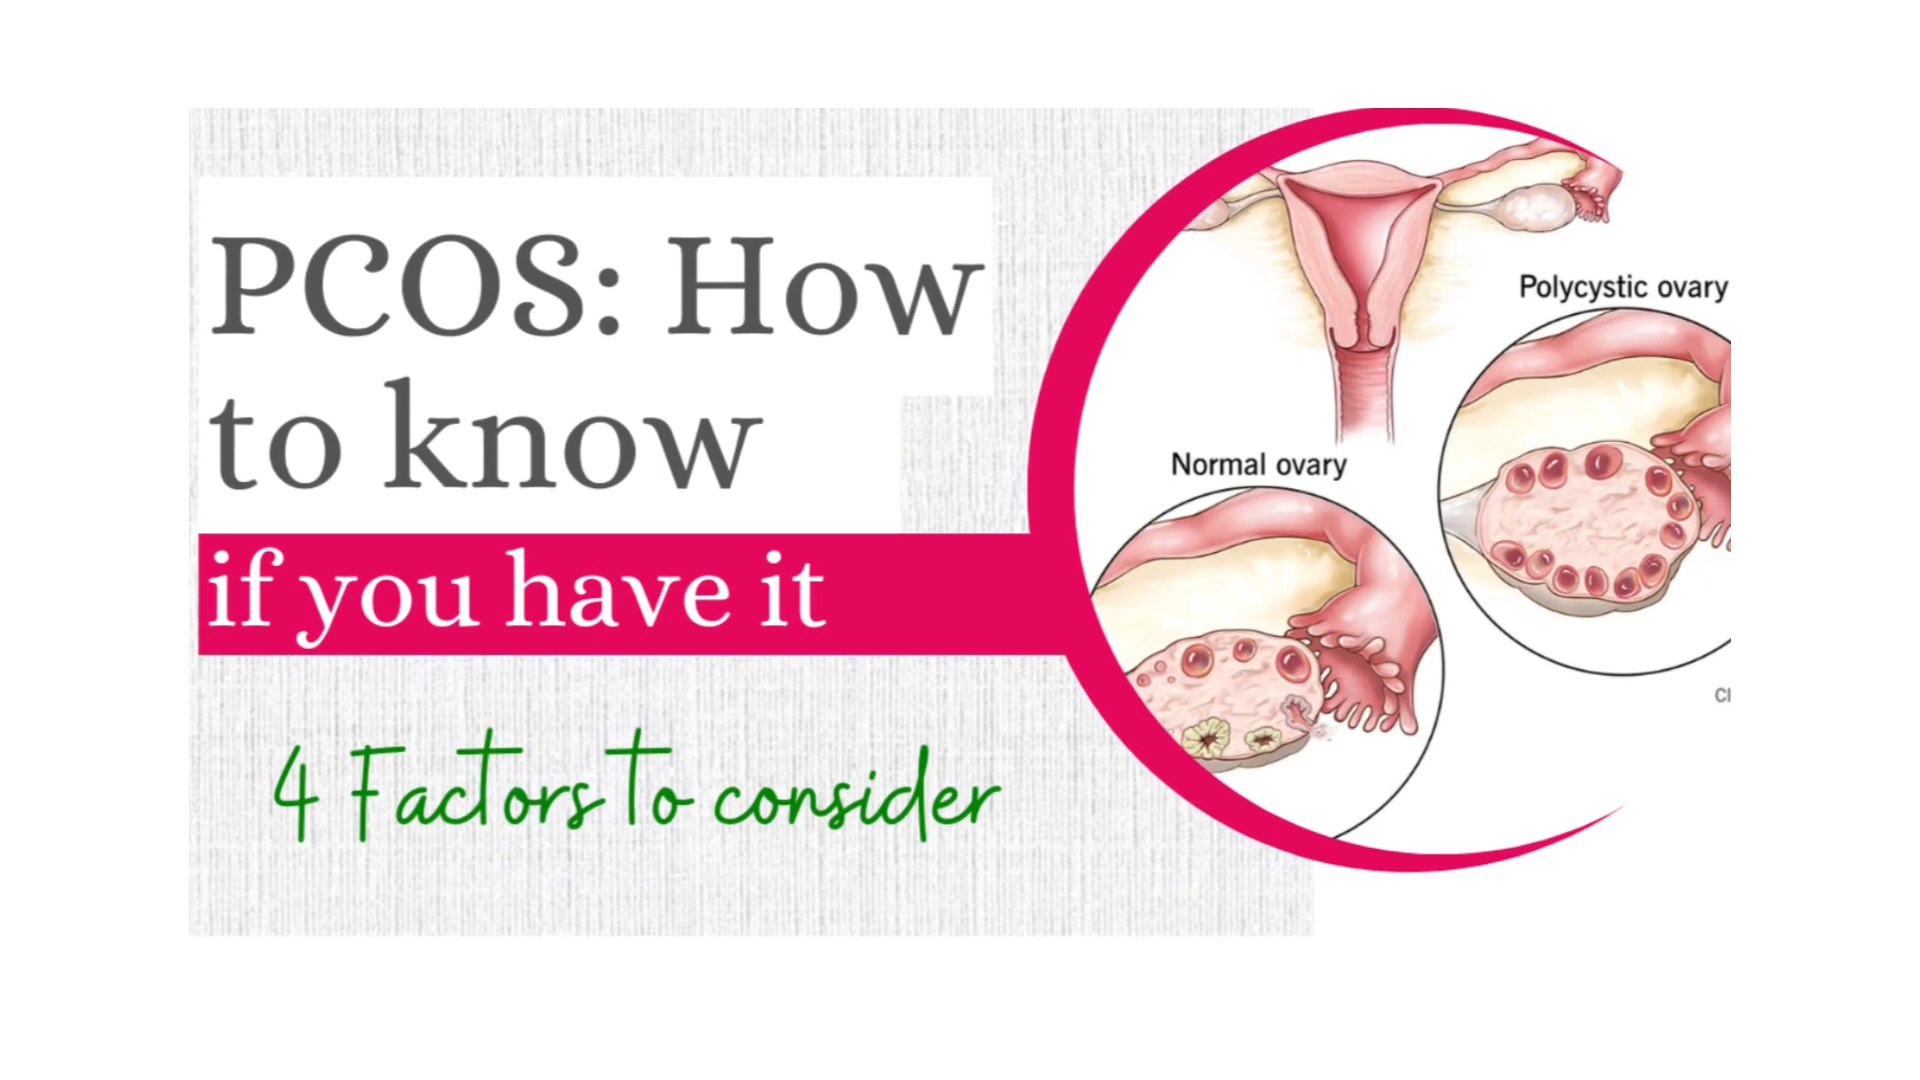 PCOS: How
to know
if you have it
4 Factors to consider
Polycystic ovary
Normal ovary